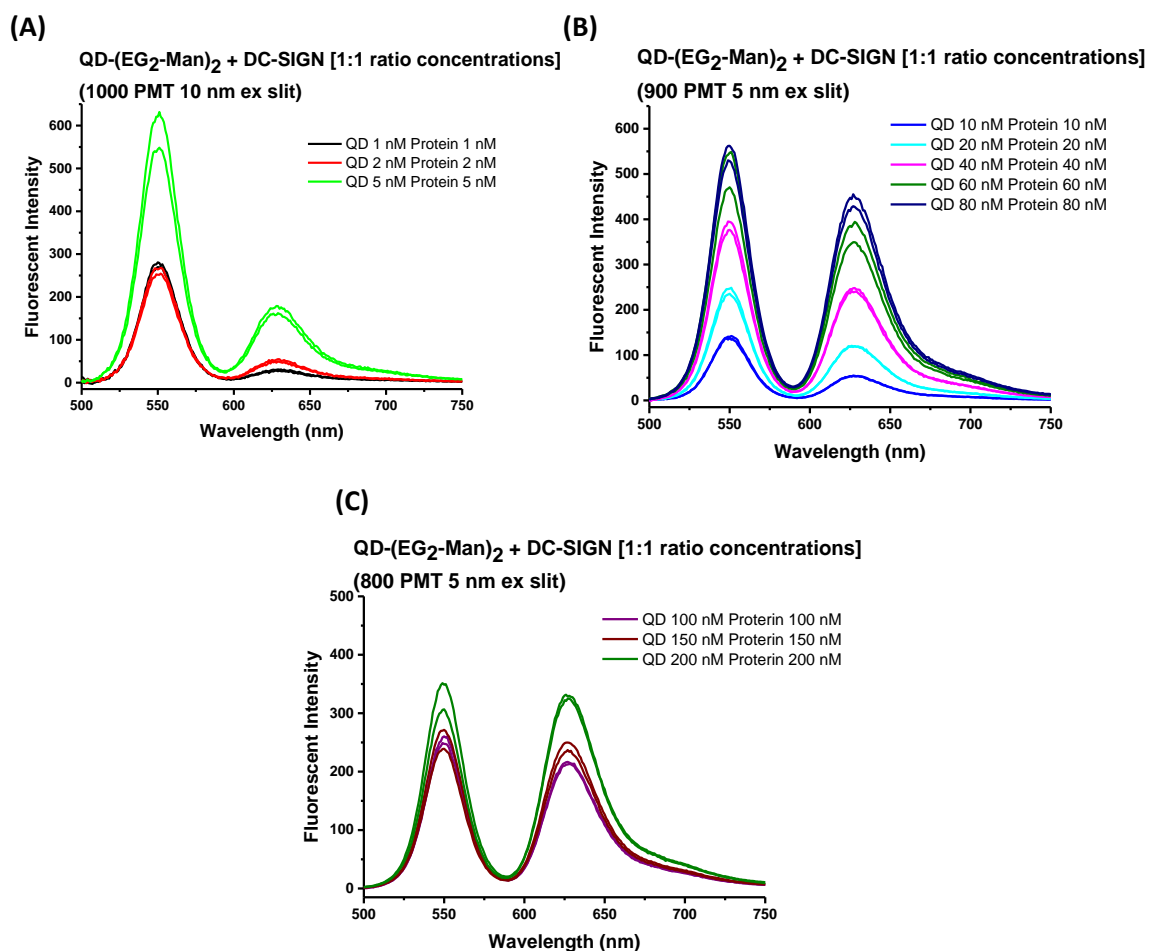 (A)
QD-(EG2-Man)2 + DC-SIGN [1:1 ratio concentrations]
(1000 PMT 10 nm ex slit)
Fluorescent Intensity
600
500
400
300
200
100
0
QD 1 nM Protein 1 nM
QD 2 nM Protein 2 nM
QD 5 nM Protein 5 nM
500 550 600 650 700 750
Wavelength (nm)
(B)
QD-(EG2-Man)2 + DC-SIGN [1:1 ratio concentrations]
(900 PMT 5 nm ex slit)
Fluorescent Intensity
600
500
400
300
200
100
0
QD 10 nM Protein 10 nM
QD 20 nM Protein 20 nM
QD 40 nM Protein 40 nM
QD 60 nM Protein 60 nM
QD 80 nM Protein 80 nM
500 550 600 650 700 750
Wavelength (nm)
(C)
QD-(EG2-Man)2 + DC-SIGN [1:1 ratio concentrations]
(800 PMT 5 nm ex slit)
Fluorescent Intensity
500
400
300
200
100
0
QD 100 nM Proterin 100 nM
QD 150 nM Proterin 150 nM
QD 200 nM Proterin 200 nM
500 550 600 650 700 750
Wavelength (nm)